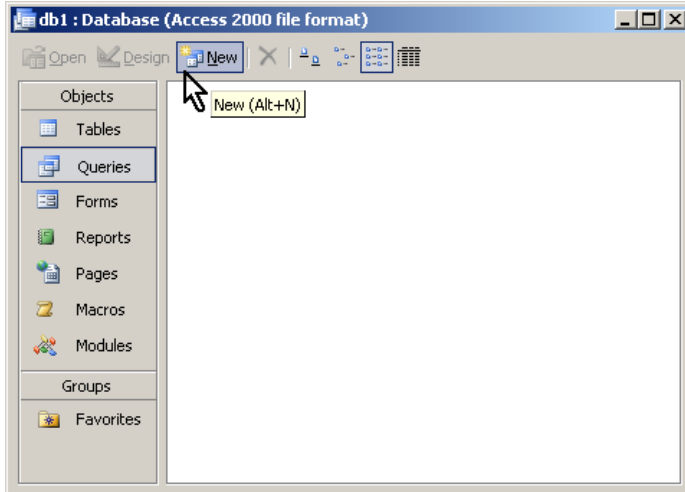 db1 : Database (Access 2000 file format)
Open Design New
New (Alt+N)
Objects
Tables
Queries
Forms
Reports
Pages
Macros
Modules
Groups
Favorites